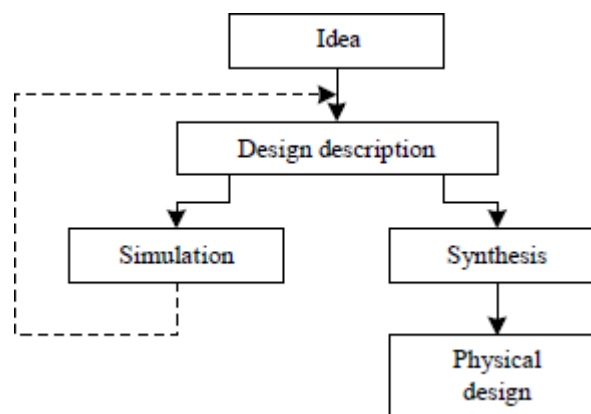 Idea
Design description
Simulation
Synthesis
Physical
design